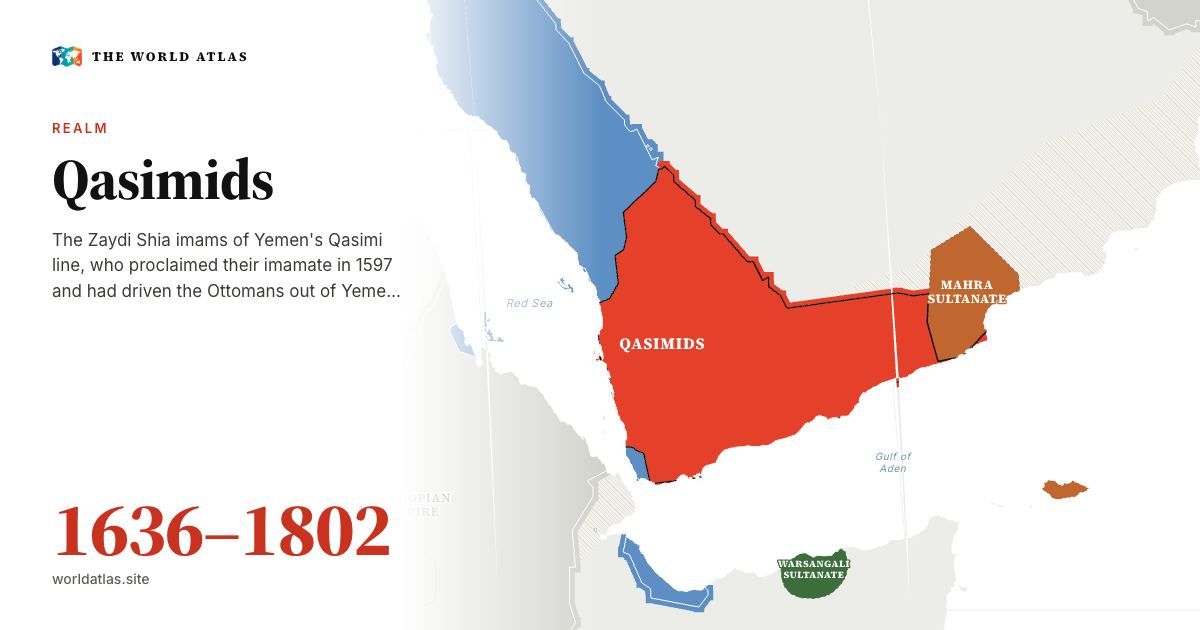 THE WORLD ATLAS
REALM
Qasimids
The Zaydi Shia imams of Yemen's Qasimi
line, who proclaimed their imamate in 1597
and had driven the Ottomans out of Yeme...
1636–1802
worldatlas.site
Red Sea
QASIMIDS
MAHRA
SULTANATE
Gulf of
Aden
WARSANGALI
SULTANATE
OPIAN
PIRE